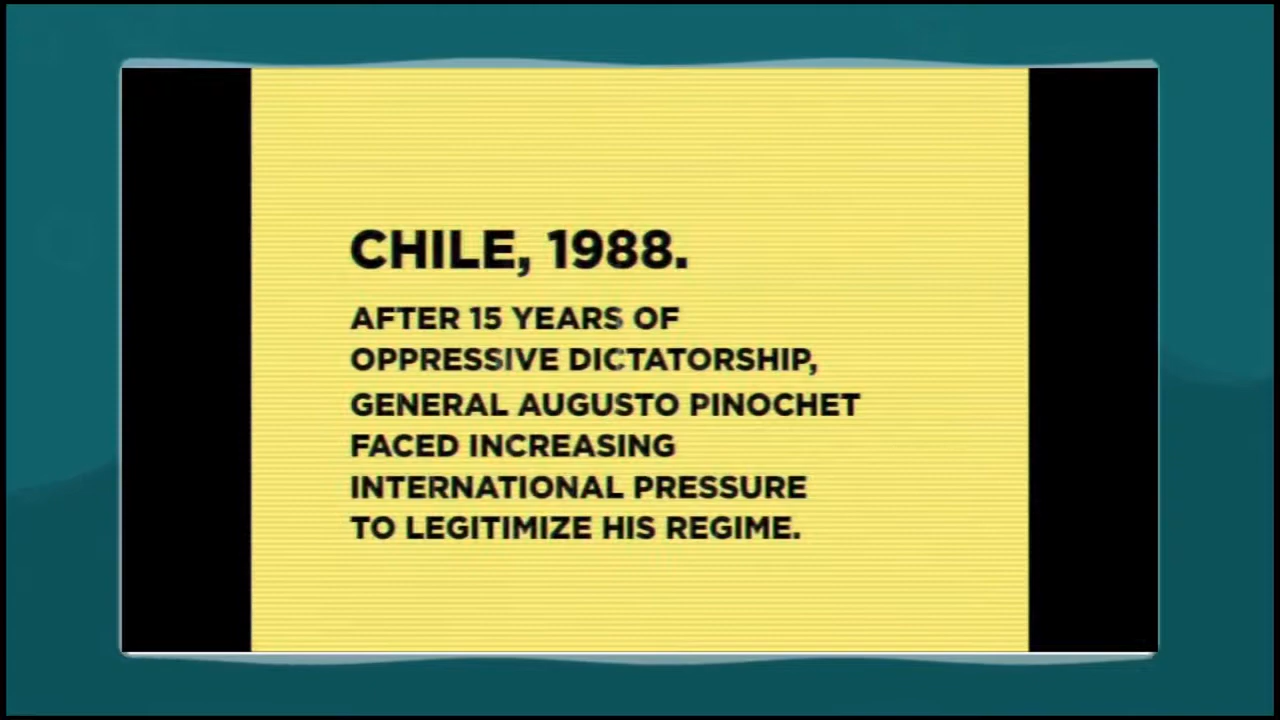 CHILE, 1988.
AFTER 15 YEARS OF
OPPRESSIVE DICTATORSHIP,
GENERAL AUGUSTO PINOCHET
FACED INCREASING
INTERNATIONAL PRESSURE
TO LEGITIMIZE HIS REGIME.